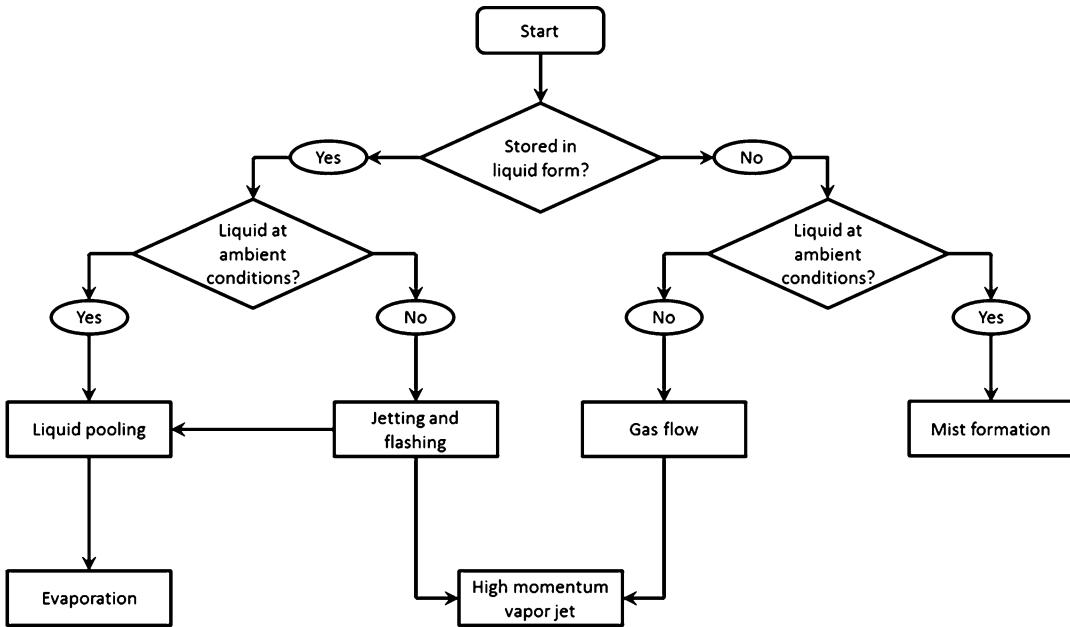 Start
Stored in
liquid form?
Yes
No
Liquid at
ambient
conditions?
Liquid at
ambient
conditions?
Yes
No
No
Yes
Liquid pooling
Jetting and
flashing
Gas flow
Mist formation
Evaporation
High momentum
vapor jet